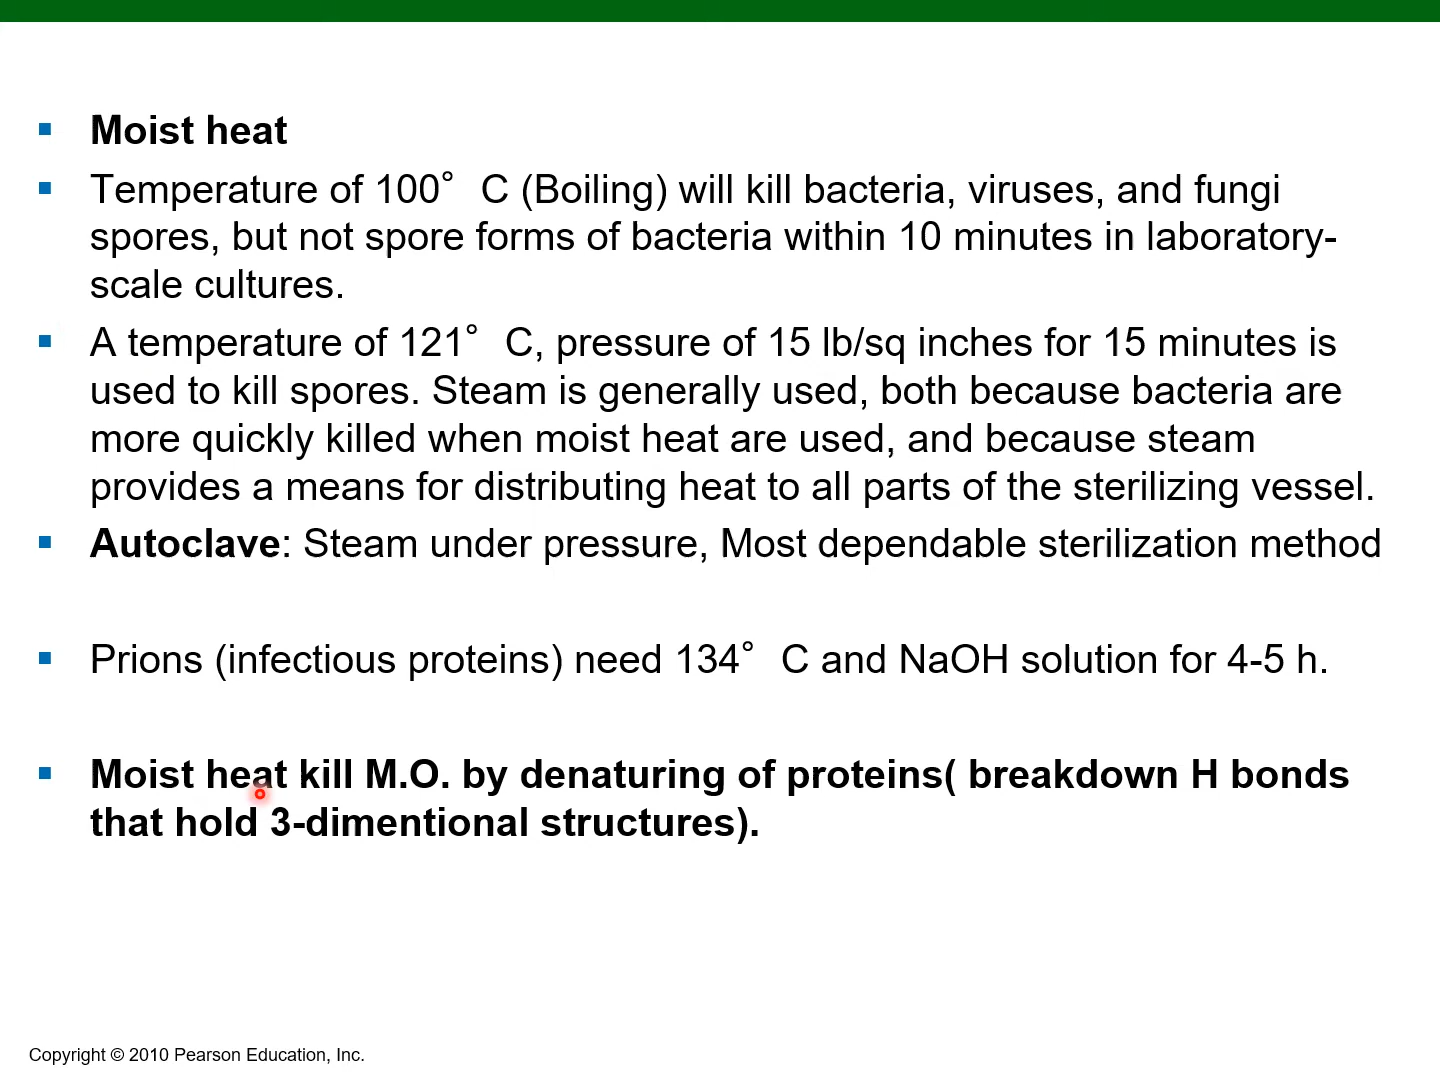 Moist heat
Temperature of 100° C (Boiling) will kill bacteria, viruses, and fungi
spores, but not spore forms of bacteria within 10 minutes in laboratory-
scale cultures.
A temperature of 121° C, pressure of 15 lb/sq inches for 15 minutes is
used to kill spores. Steam is generally used, both because bacteria are
more quickly killed when moist heat are used, and because steam
provides a means for distributing heat to all parts of the sterilizing vessel.
Autoclave: Steam under pressure, Most dependable sterilization method
Prions (infectious proteins) need 134° C and NaOH solution for 4-5 h.
Moist heat kill M.O. by denaturing of proteins( breakdown H bonds
that hold 3-dimentional structures).
Copyright © 2010 Pearson Education, Inc.